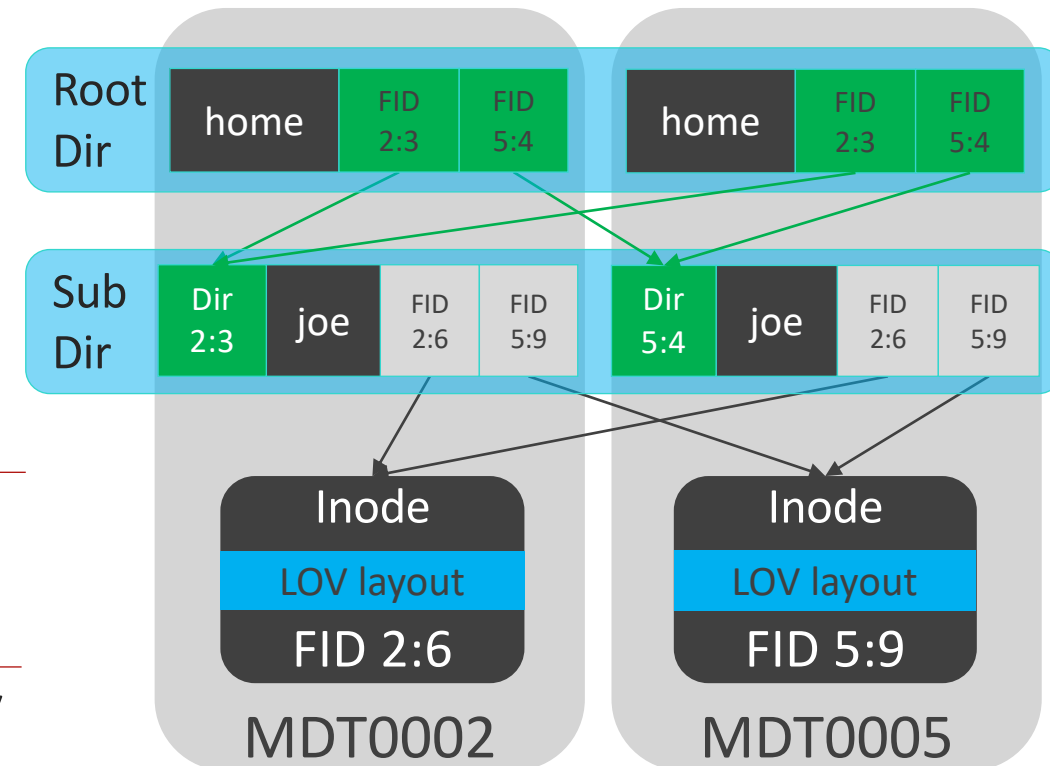 Root
Dir
home
FID
2:3
FID
5:4
home
FID
2:3
FID
5:4
Sub
Dir
Dir
2:3
joe
FID
2:6
FID
5:9
Dir
5:4
joe
FID
2:6
FID
5:9
Inode
LOV layout
FID 2:6
Inode
LOV layout
FID 5:9
MDT0002
MDT0005